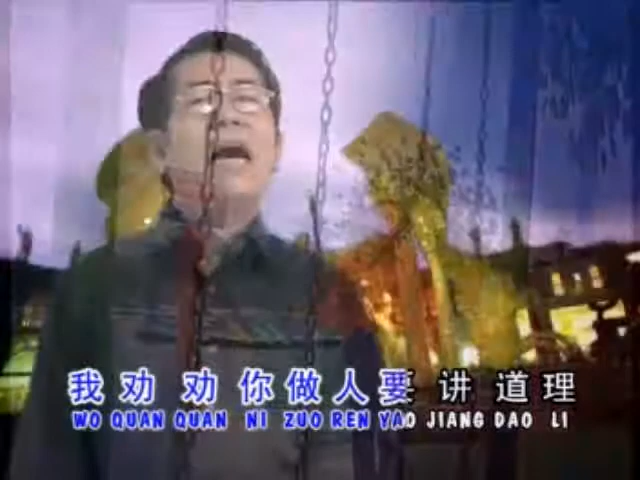 我 劝 劝 你 做 人 要 讲 道 理
WO QUAN QUAN NI ZUO REN YAO JIANG DAO LI